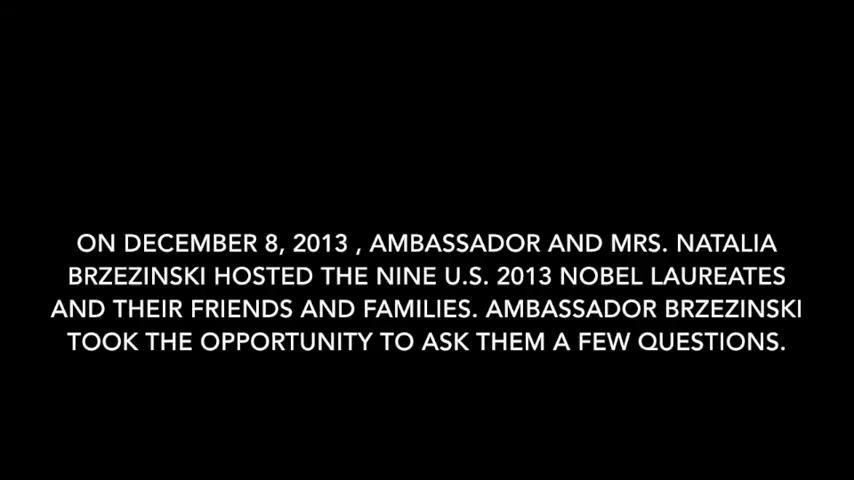 ON DECEMBER 8, 2013 , AMBASSADOR AND MRS. NATALIA
BRZEZINSKI HOSTED THE NINE U.S. 2013 NOBEL LAUREATES
AND THEIR FRIENDS AND FAMILIES. AMBASSADOR BRZEZINSKI
TOOK THE OPPORTUNITY TO ASK THEM A FEW QUESTIONS.